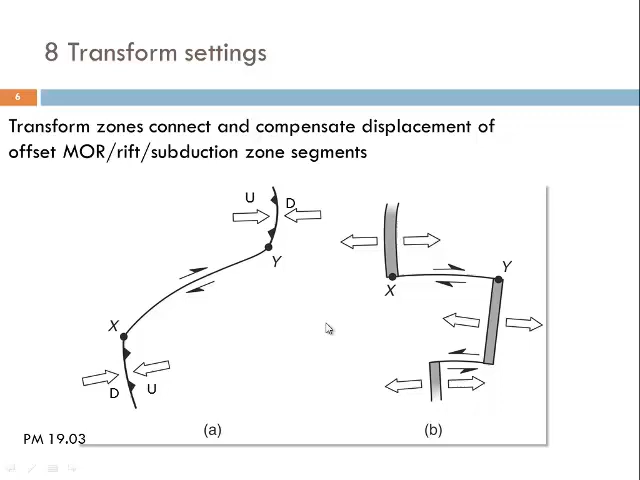 8 Transform settings
6
Transform zones connect and compensate displacement of
offset MOR/rift/subduction zone segments
U D
Y
X
D U
(a)
X
Y
(b)
PM 19.03